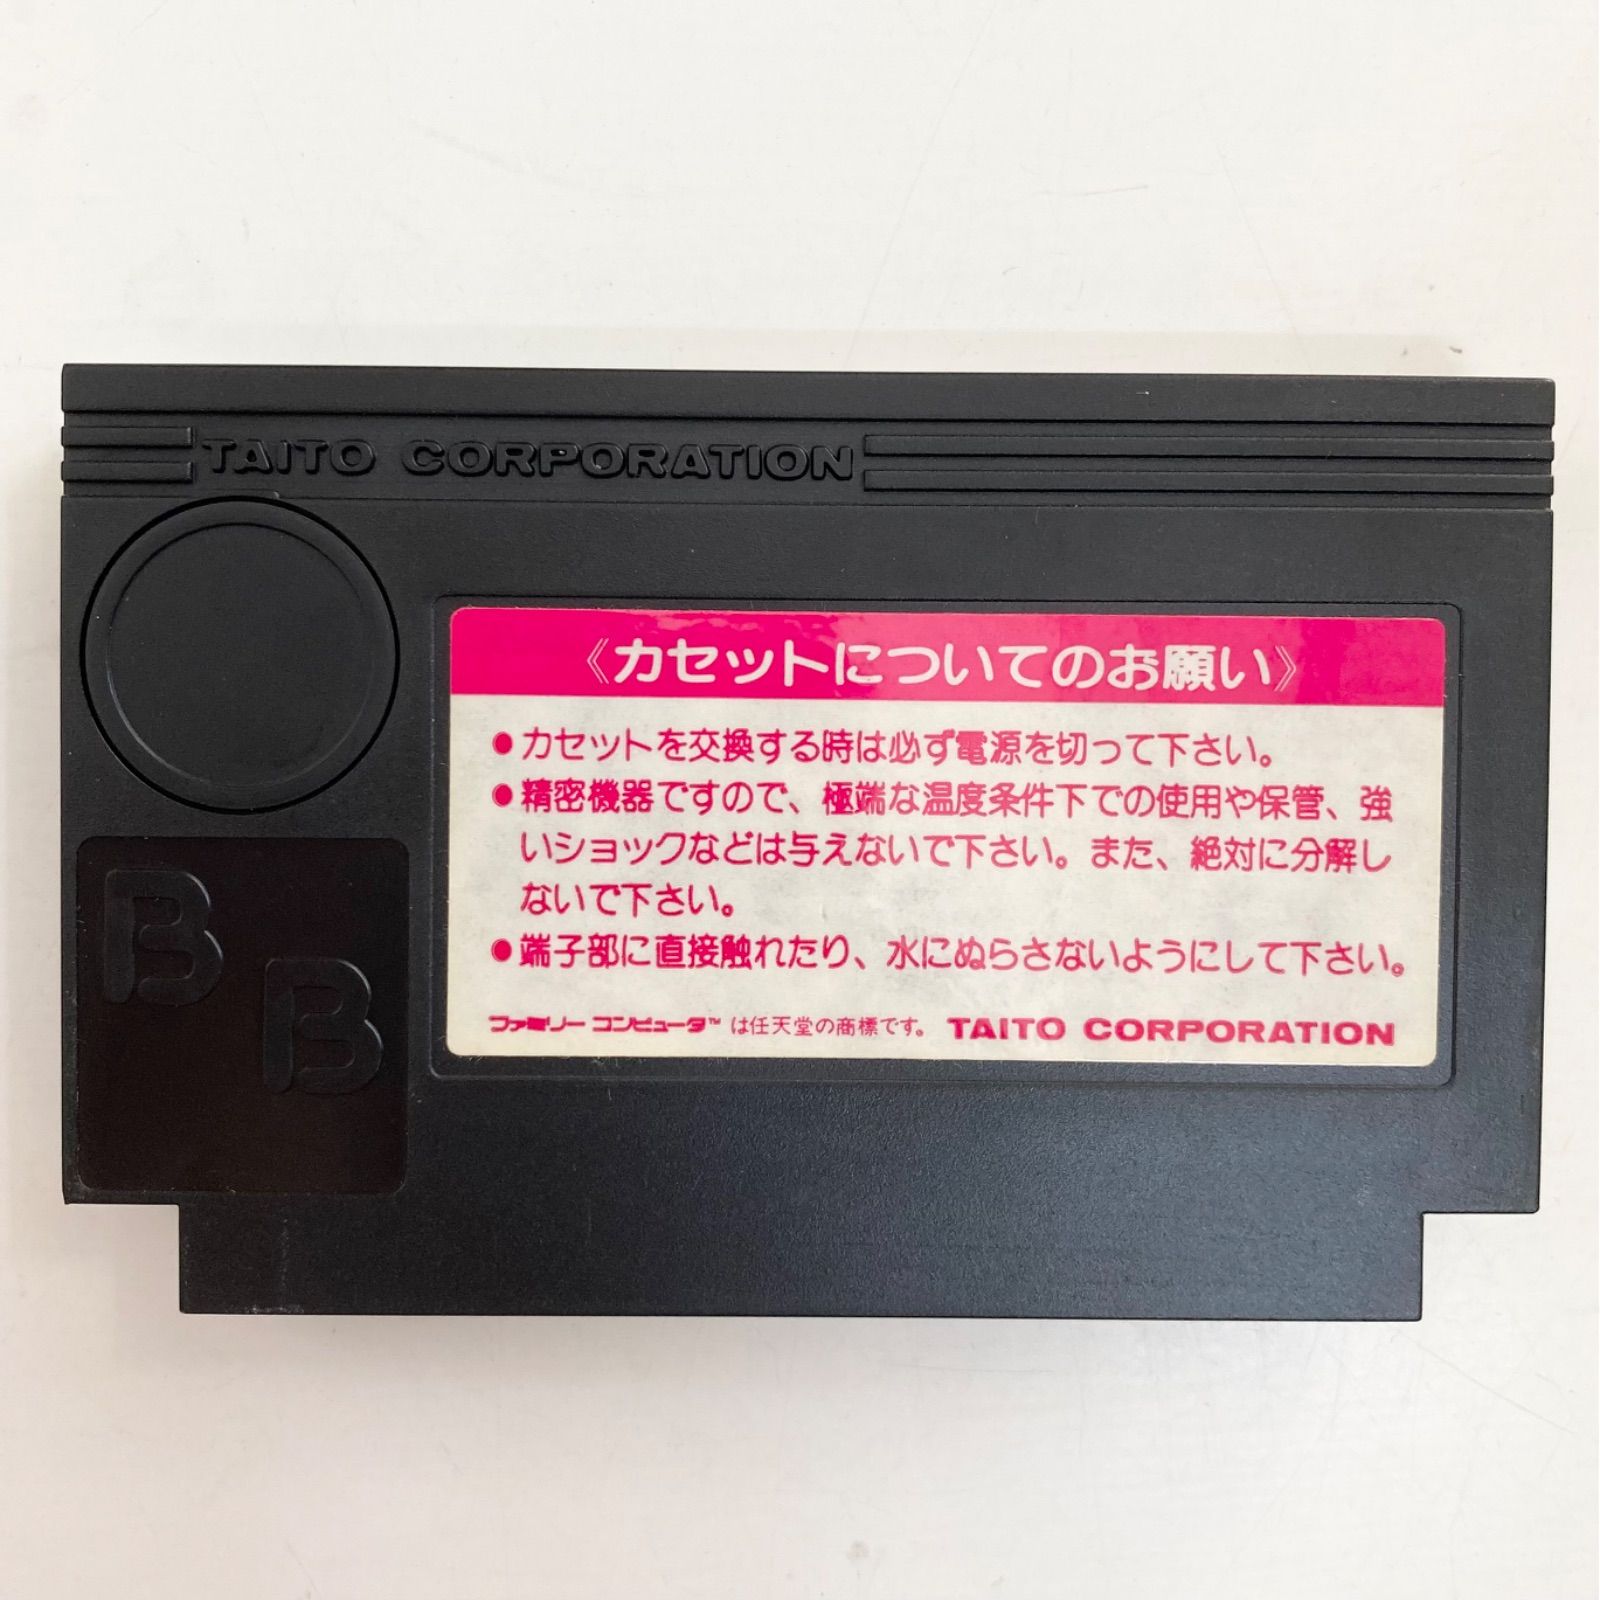 TAITO CORPORATION
《カセットについてのお願い》
●カセットを交換する時は必ず電源を切って下さい。
●精密機器ですので、極端な温度条件下での使用や保管、強
いショックなどは与えないで下さい。また、絶対に分解し
ないで下さい。
●端子部に直接触れたり、水にぬらさないようにして下さい。
ファミリー コンピュータ™ は任天堂の商標です。 TAITO CORPORATION
B
B